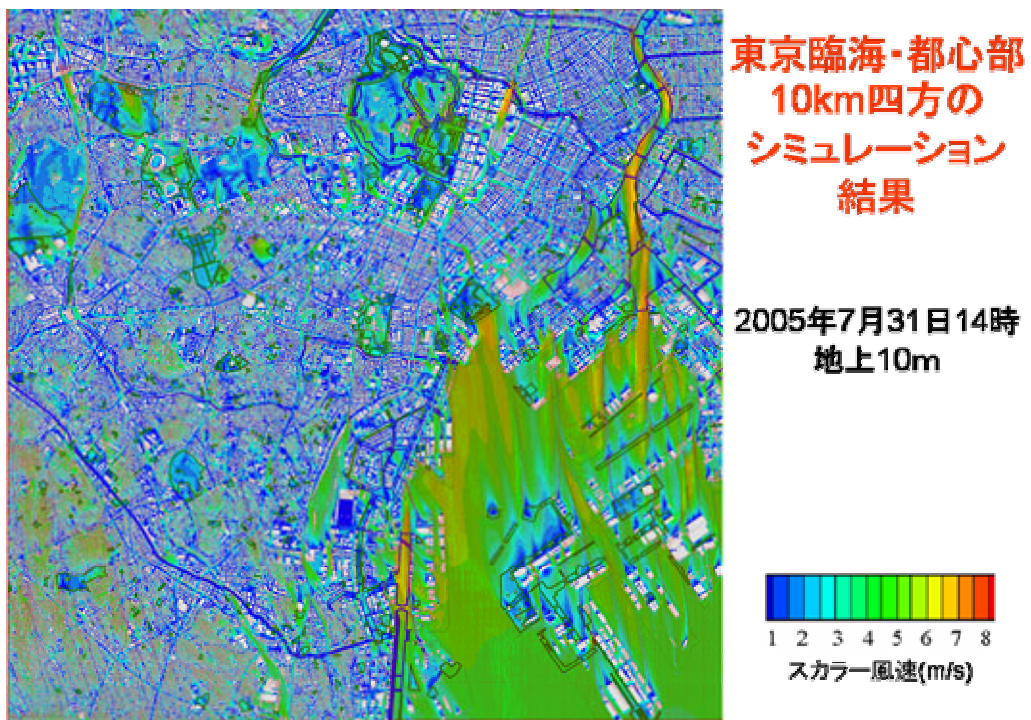 東京臨海・都心部
10km四方の
シミュレーション
結果
2005年7月31日14時
地上10m
1 2 3 4 5 6 7 8
スカラー風速(m/s)